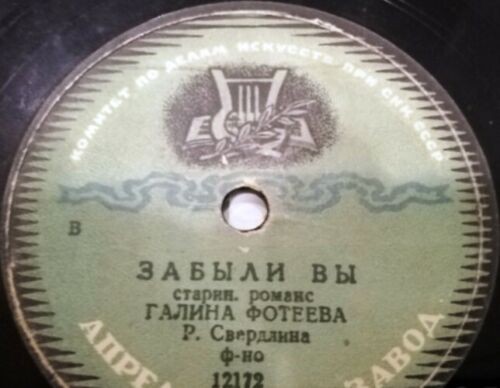 КОМИТЕТ ПО ДЕЛАМ ИСКУССТВ ПРИ СНК СССР
В
ЗАБЫЛИ ВЫ
старин. романс
ГАЛИНА ФОТЕЕВА
Р. Свердлина
ф-но
12172
ЗАВОД